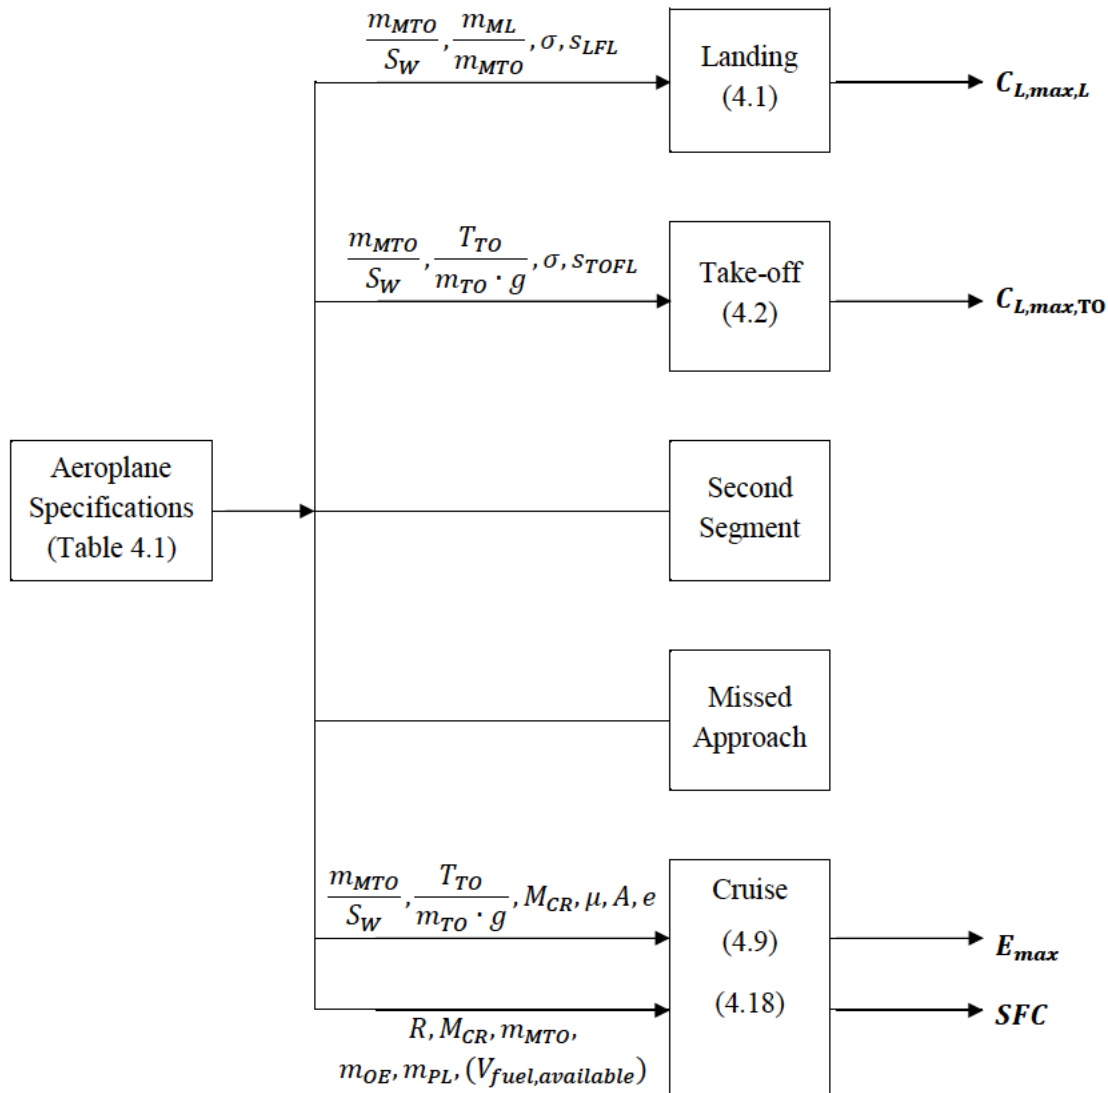 m_MTO/S_W, m_ML/m_MTO, σ, s_LFL
Landing
(4.1)
C_L,max,L
m_MTO/S_W, T_TO/(m_TO · g), σ, s_TOFL
Take-off
(4.2)
C_L,max,TO
Aeroplane
Specifications
(Table 4.1)
Second
Segment
Missed
Approach
m_MTO/S_W, T_TO/(m_TO · g), M_CR, μ, A, e
Cruise
(4.9)
E_max
(4.18)
SFC
R, M_CR, m_MTO,
m_OE, m_PL, (V_fuel,available)